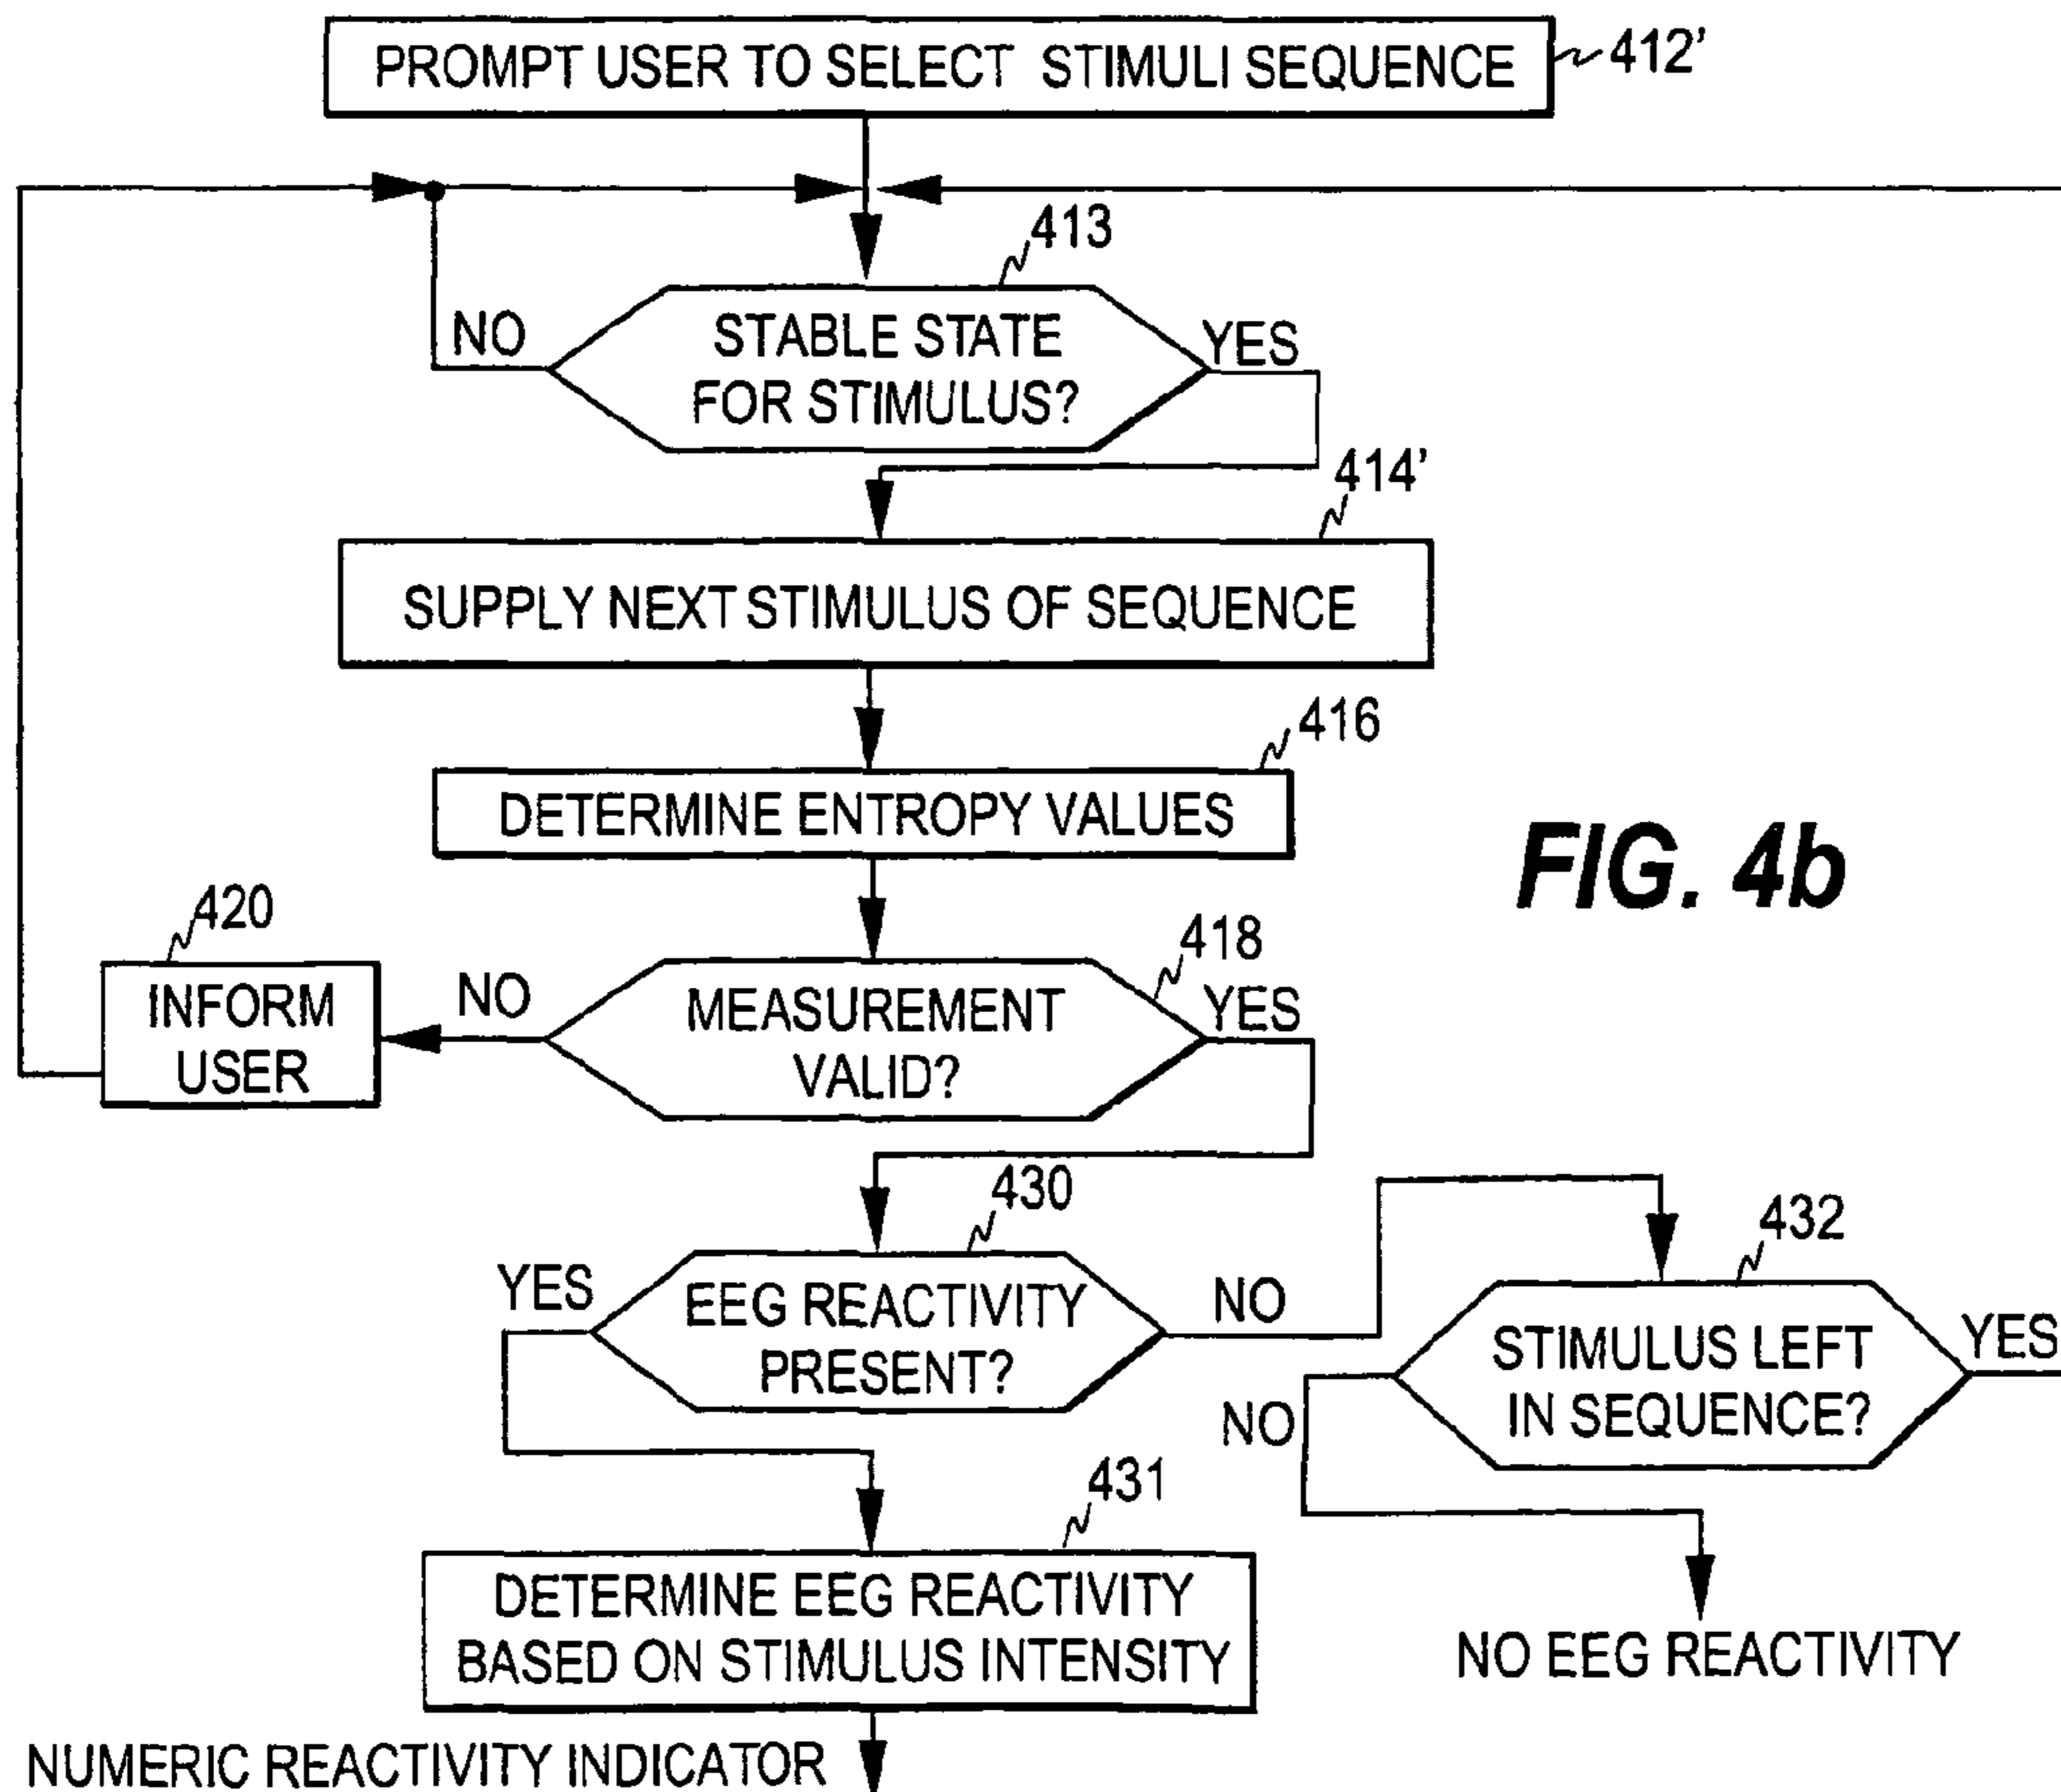 PROMPT USER TO SELECT STIMULI SEQUENCE
412'
413
NO
STABLE STATE
FOR STIMULUS?
YES
414'
SUPPLY NEXT STIMULUS OF SEQUENCE
416
DETERMINE ENTROPY VALUES
FIG. 4b
420
INFORM
USER
NO
418
MEASUREMENT
VALID?
YES
430
YES
EEG REACTIVITY
PRESENT?
NO
432
STIMULUS LEFT
IN SEQUENCE?
YES
NO
431
DETERMINE EEG REACTIVITY
BASED ON STIMULUS INTENSITY
NO EEG REACTIVITY
NUMERIC REACTIVITY INDICATOR